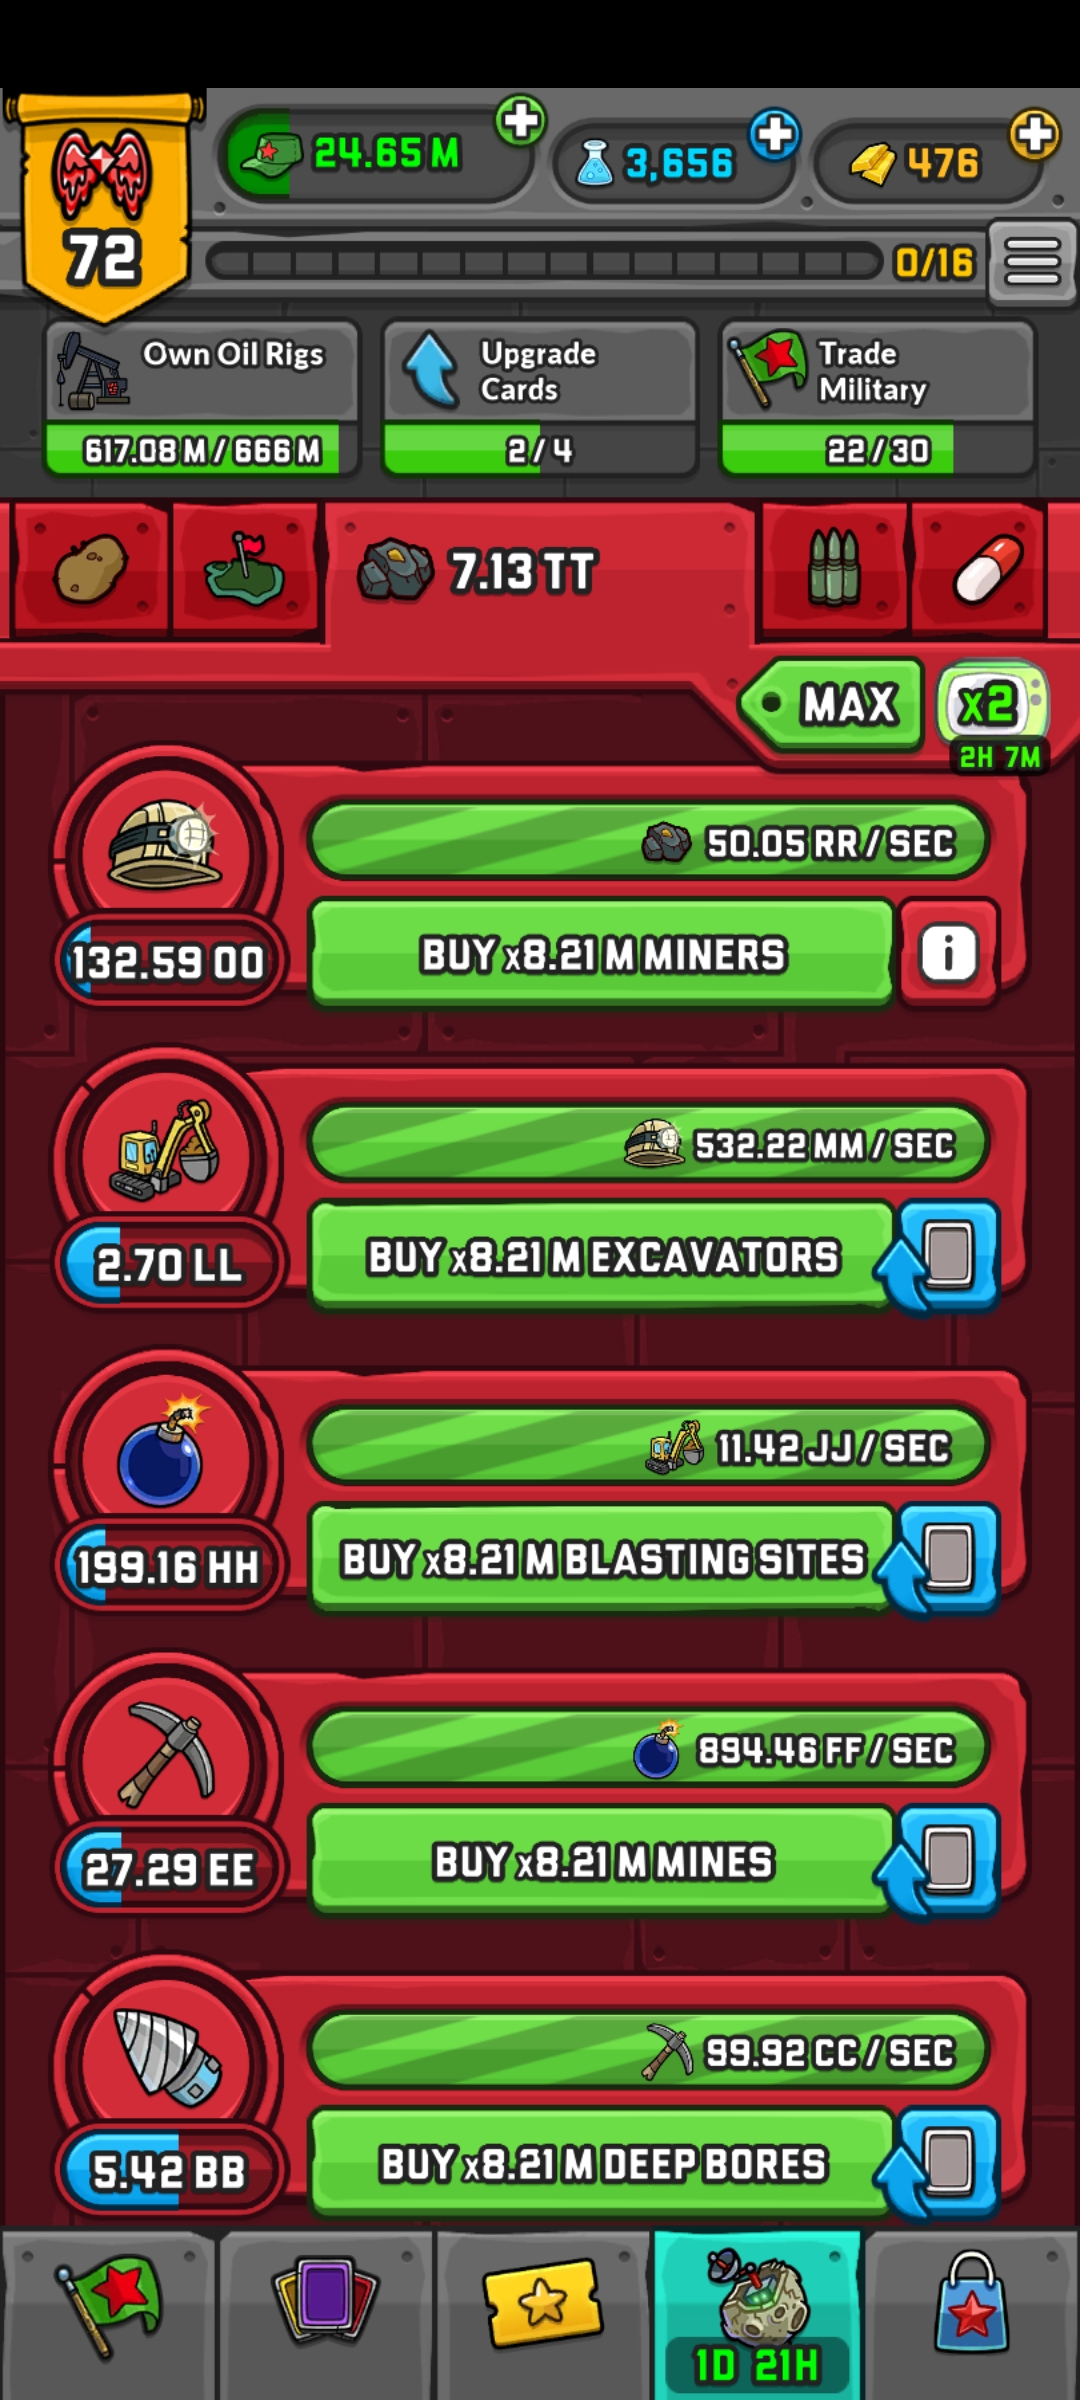 24.65 M
3,656
476
72
0/16
Own Oil Rigs
617.08 M / 666 M
Upgrade
Cards
2 / 4
Trade
Military
22 / 30
7.13 TT
MAX
x2
2H 7M
50.05 RR / SEC
132.59 OO
BUY x8.21 M MINERS
i
532.22 MM / SEC
2.70 LL
BUY x8.21 M EXCAVATORS
11.42 JJ / SEC
199.16 HH
BUY x8.21 M BLASTING SITES
894.46 FF / SEC
27.29 EE
BUY x8.21 M MINES
99.92 CC / SEC
5.42 BB
BUY x8.21 M DEEP BORES
1D 21H